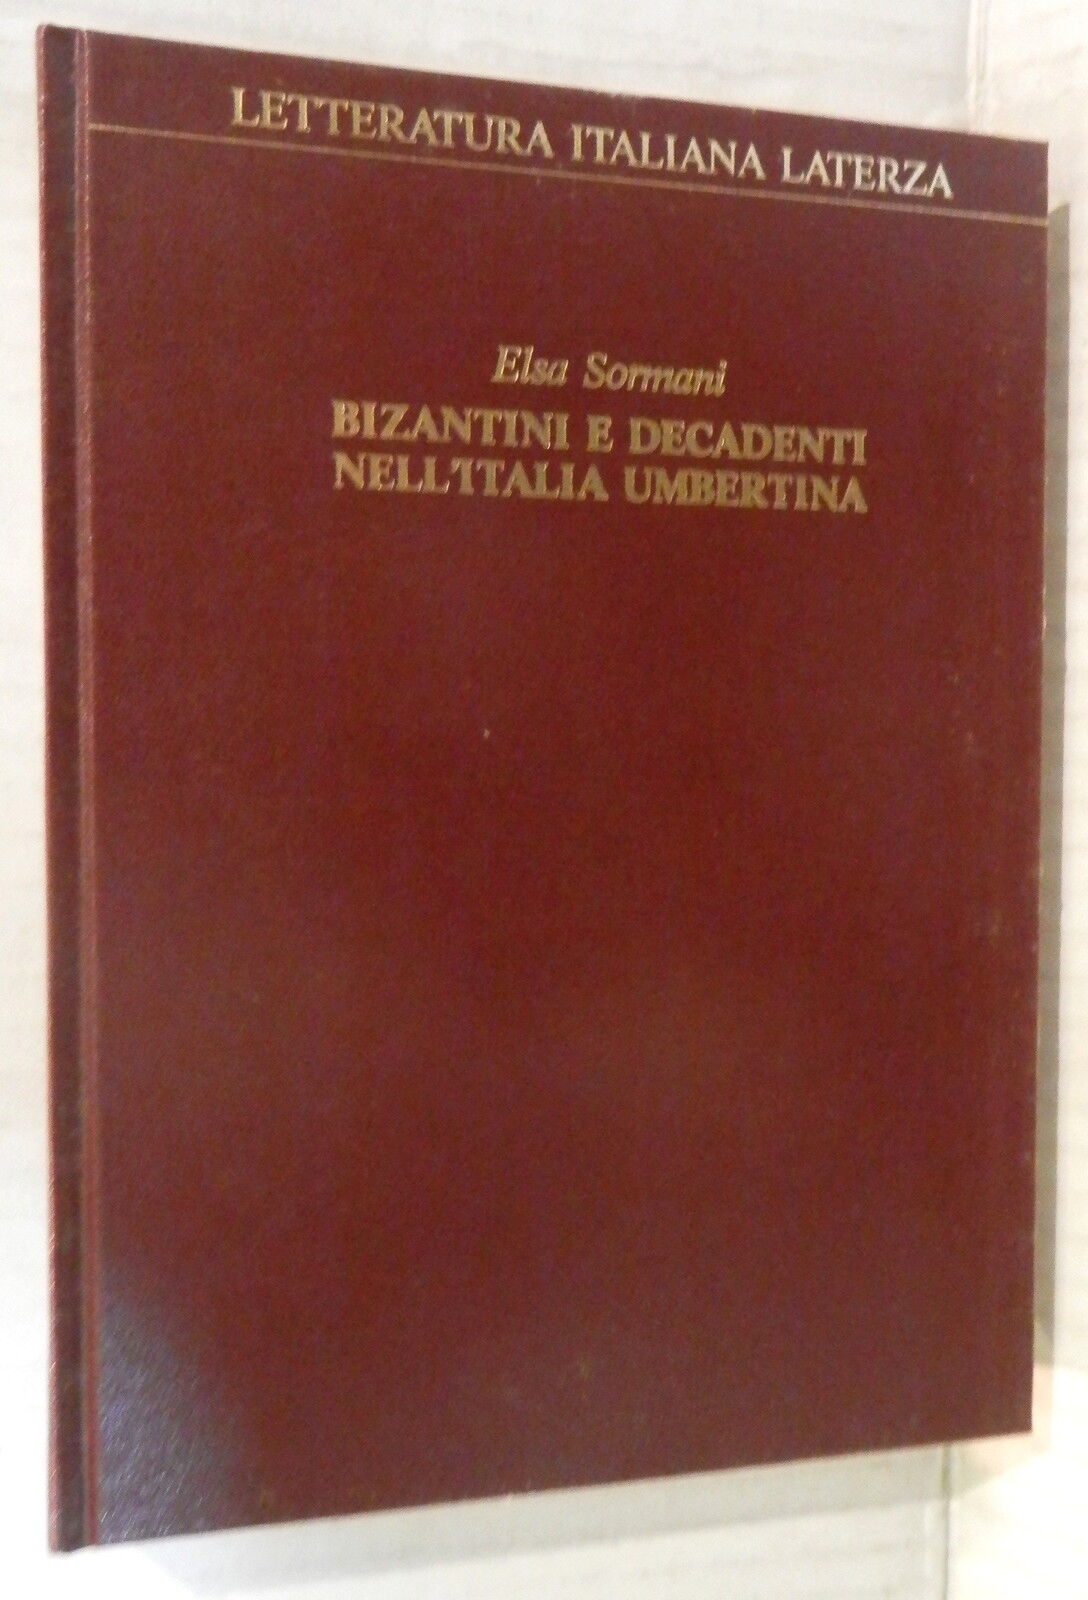 LETTERATURA ITALIANA LATERZA
Elsa Sormani
BIZANTINI E DECADENTI
NELL'ITALIA UMBERTINA